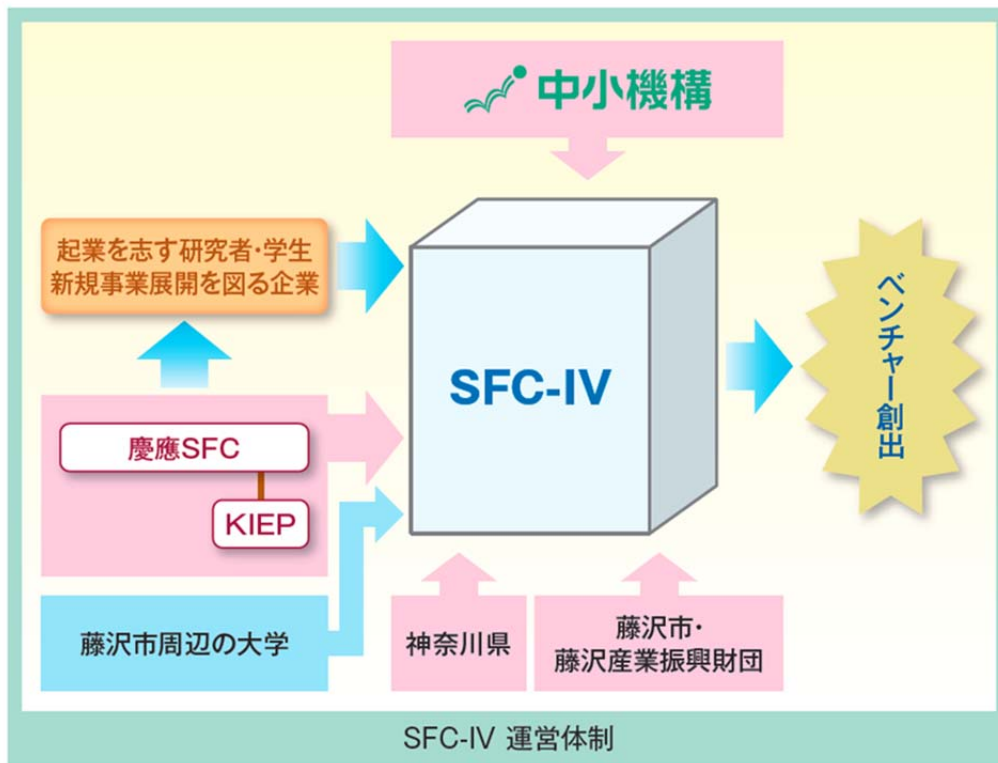 中小機構
起業を志す研究者・学生
新規事業展開を図る企業
SFC-IV
ベンチャー創出
慶應SFC
KIEP
藤沢市周辺の大学
神奈川県
藤沢市・
藤沢産業振興財団
SFC-IV 運営体制